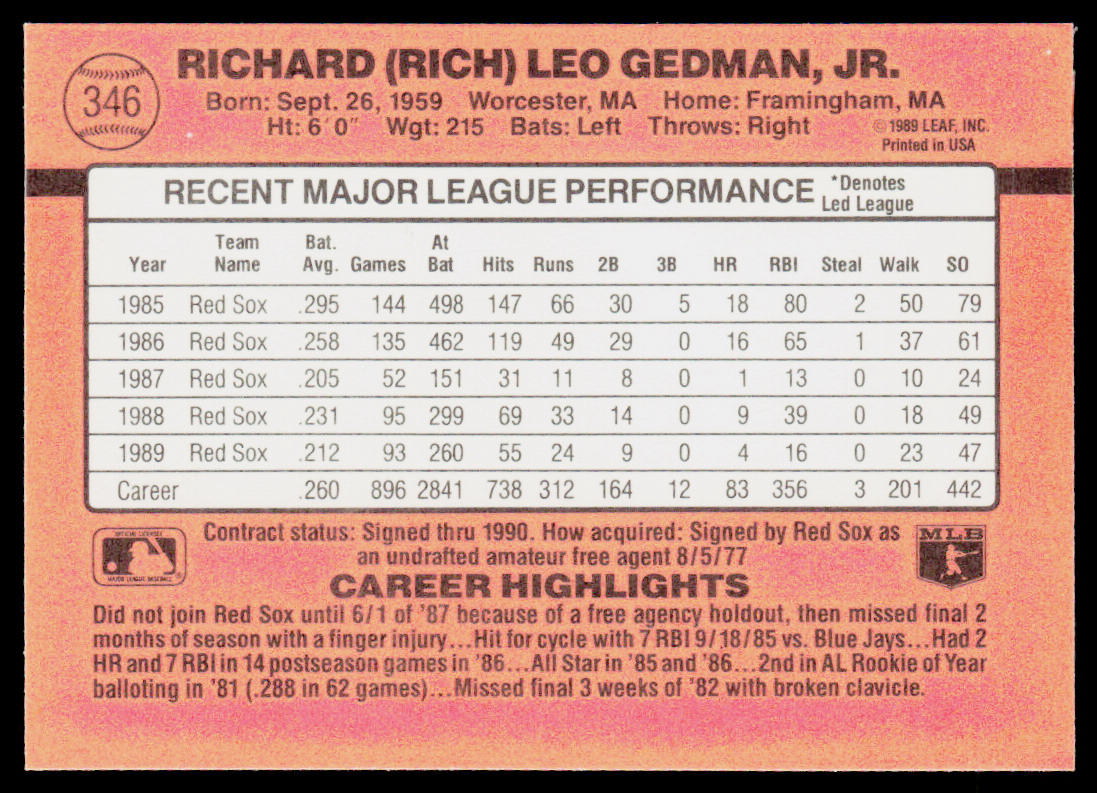 346
RICHARD (RICH) LEO GEDMAN, JR.
Born: Sept. 26, 1959 Worcester, MA Home: Framingham, MA
Ht: 6´0˝ Wgt: 215 Bats: Left Throws: Right
© 1989 LEAF, INC.
Printed in USA
RECENT MAJOR LEAGUE PERFORMANCE *Denotes
Led League
Year Team Name Bat. Avg. Games At Bat Hits Runs 2B 3B HR RBI Steal Walk SO
1985 Red Sox .295 144 498 147 66 30 5 18 80 2 50 79
1986 Red Sox .258 135 462 119 49 29 0 16 65 1 37 61
1987 Red Sox .205 52 151 31 11 8 0 1 13 0 10 24
1988 Red Sox .231 95 299 69 33 14 0 9 39 0 18 49
1989 Red Sox .212 93 260 55 24 9 0 4 16 0 23 47
Career .260 896 2841 738 312 164 12 83 356 3 201 442
OFFICIAL LICENSEE
MAJOR LEAGUE BASEBALL
Contract status: Signed thru 1990. How acquired: Signed by Red Sox as
an undrafted amateur free agent 8/5/77
MLB
CAREER HIGHLIGHTS
Did not join Red Sox until 6/1 of '87 because of a free agency holdout, then missed final 2
months of season with a finger injury...Hit for cycle with 7 RBI 9/18/85 vs. Blue Jays...Had 2
HR and 7 RBI in 14 postseason games in '86...All Star in '85 and '86...2nd in AL Rookie of Year
balloting in '81 (.288 in 62 games)...Missed final 3 weeks of '82 with broken clavicle.